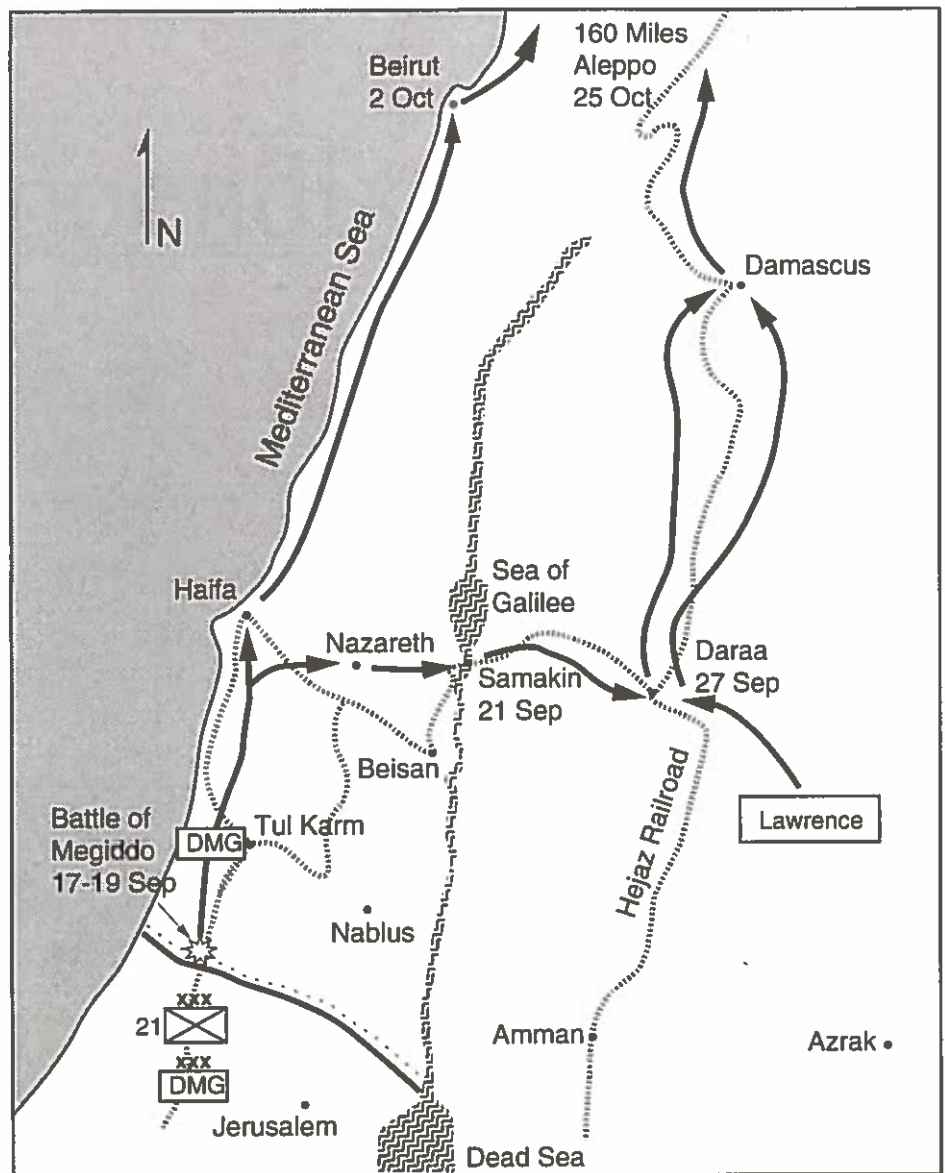 160 Miles
Aleppo
25 Oct
Beirut
2 Oct
N
Mediterranean Sea
Damascus
Haifa
Sea of
Galilee
Nazareth
Samakin
21 Sep
Daraa
27 Sep
Beisan
Hejaz Railroad
Lawrence
Battle of
Megiddo
17-19 Sep
DMG
Tul Karm
Nablus
xxx
21
xxx
DMG
Amman
Azrak
Jerusalem
Dead Sea